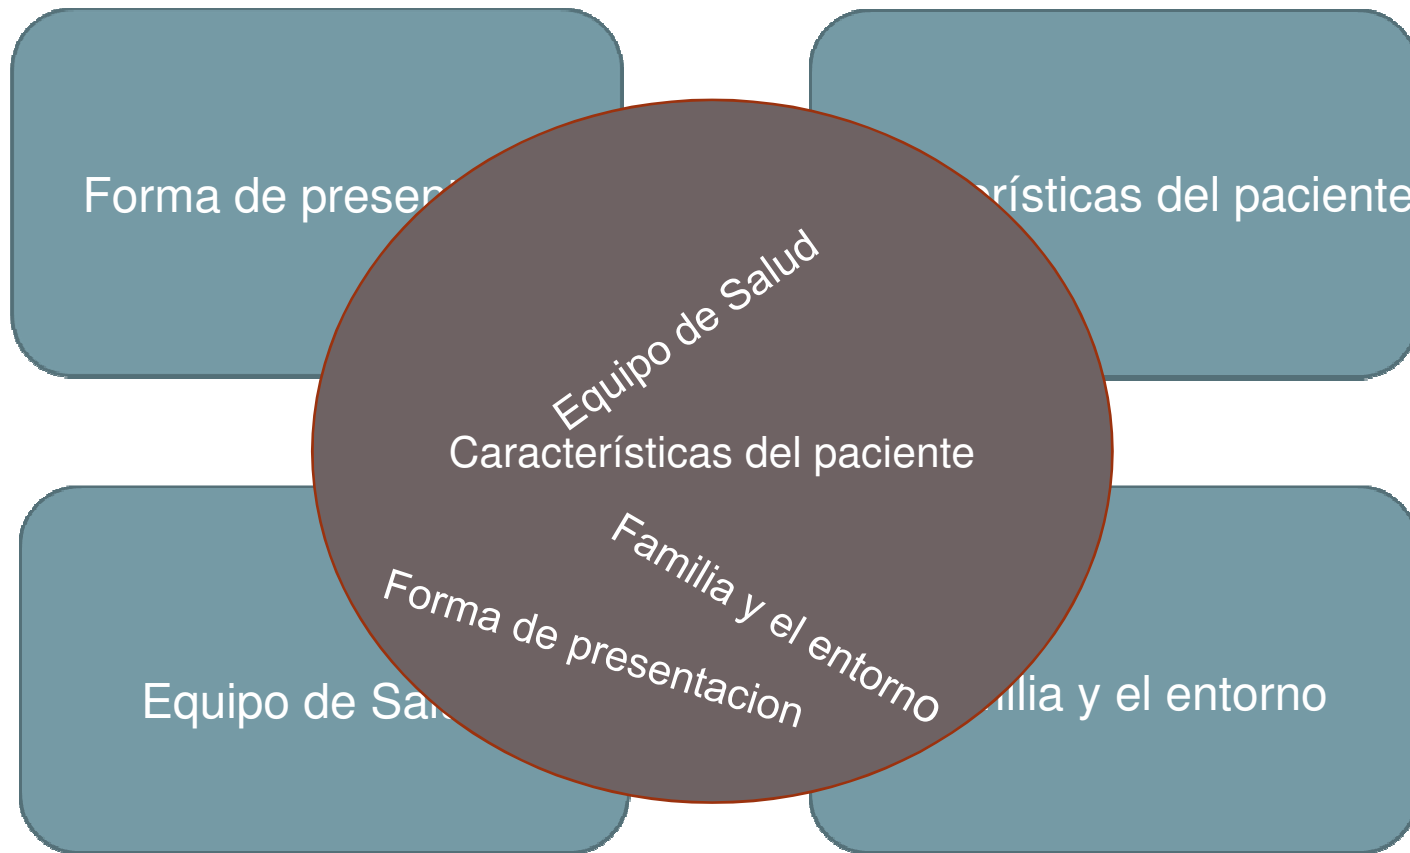 Forma de presen
rísticas del paciente
Equipo de Salud
Características del paciente
Familia y el entorno
Forma de presentacion
Equipo de Sal
ilia y el entorno